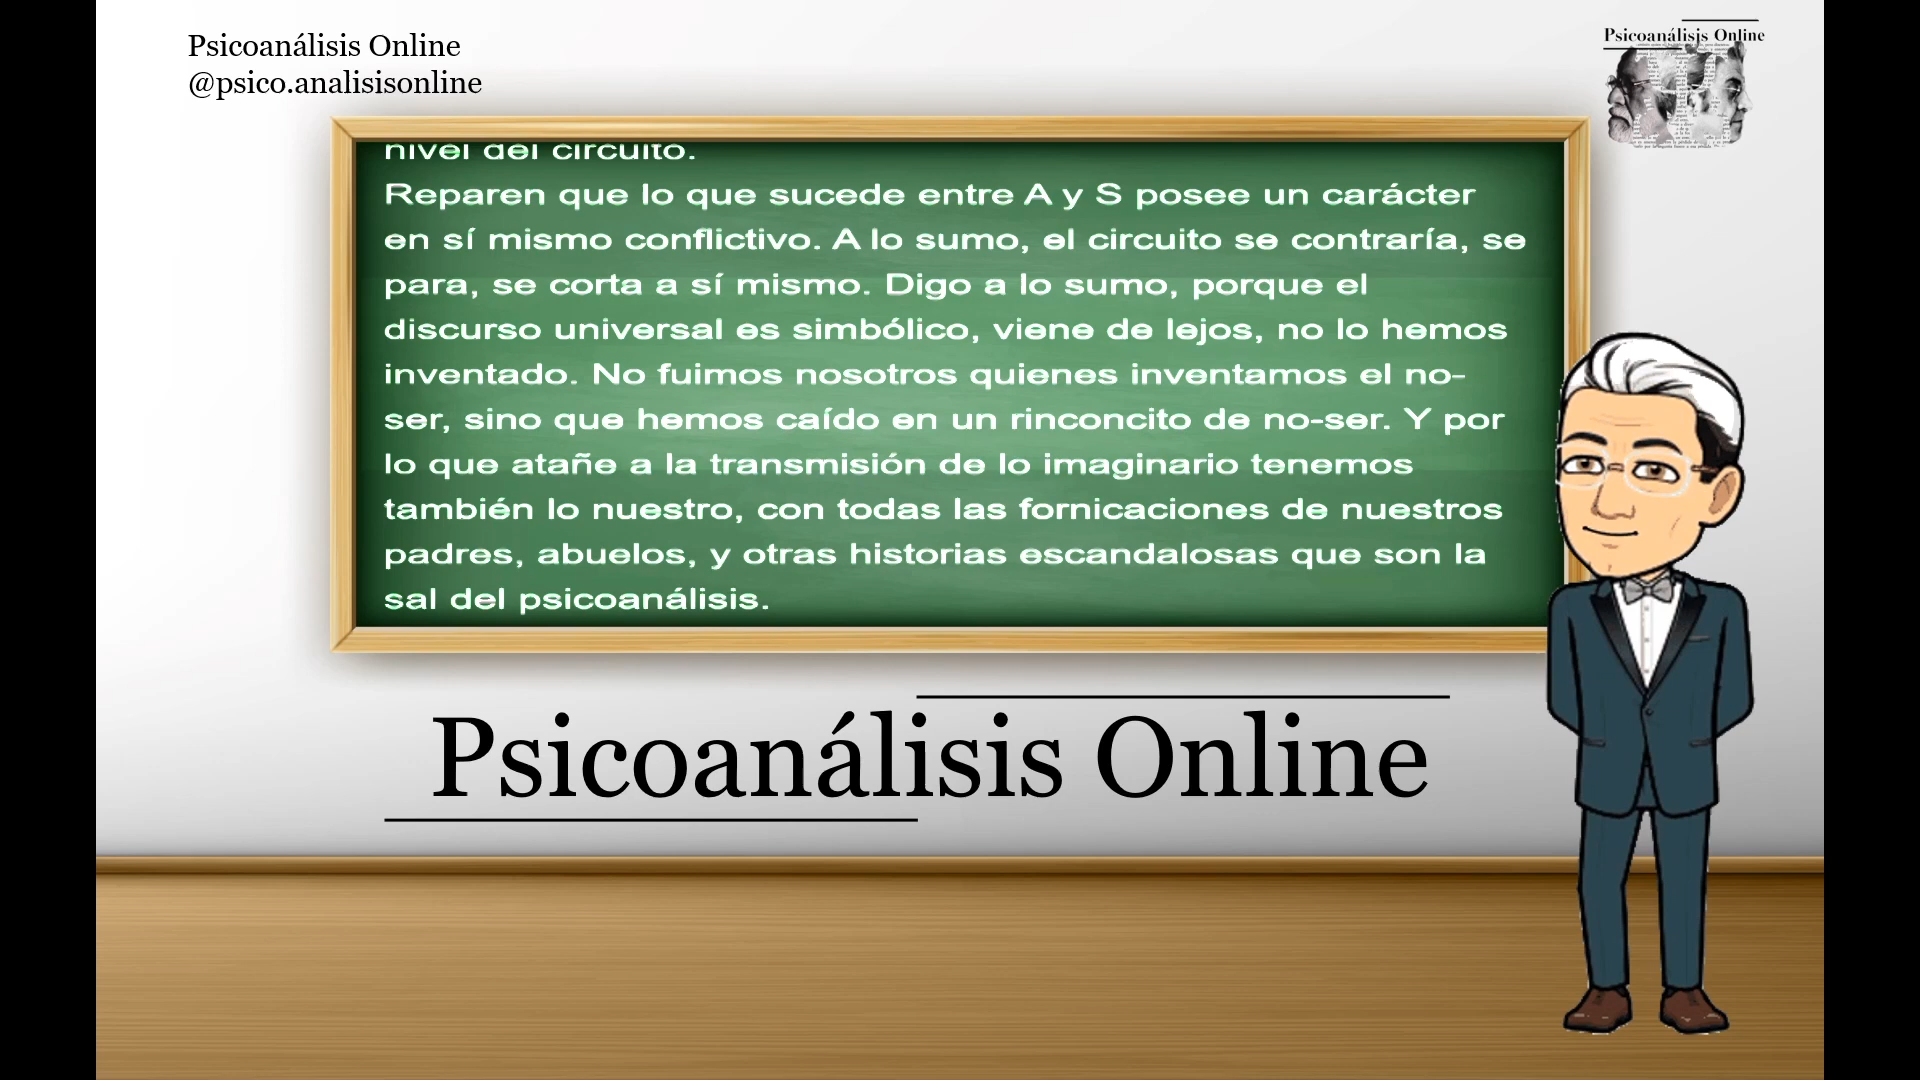 Psicoanálisis Online
@psico.analisisonline
Psicoanálisis Online
nivel del circuito.
Reparen que lo que sucede entre A y S posee un carácter
en sí mismo conflictivo. A lo sumo, el circuito se contraría, se
para, se corta a sí mismo. Digo a lo sumo, porque el
discurso universal es simbólico, viene de lejos, no lo hemos
inventado. No fuimos nosotros quienes inventamos el no-
ser, sino que hemos caído en un rinconcito de no-ser. Y por
lo que atañe a la transmisión de lo imaginario tenemos
también lo nuestro, con todas las fornicaciones de nuestros
padres, abuelos, y otras historias escandalosas que son la
sal del psicoanálisis.
Psicoanálisis Online